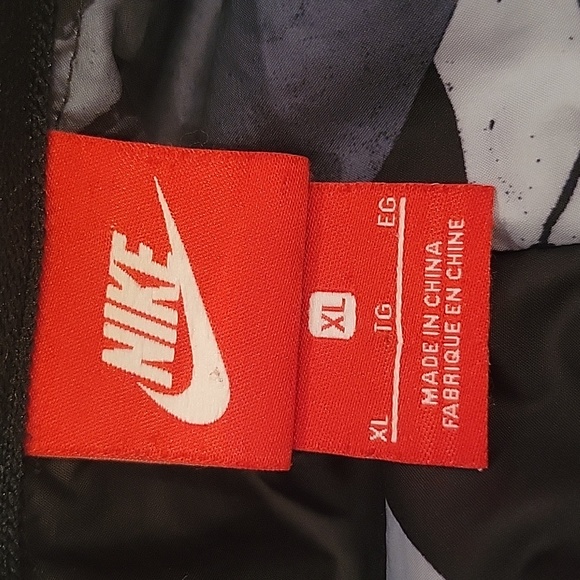 NIKE
XL
XL TG EG
MADE IN CHINA
FABRIQUE EN CHINE